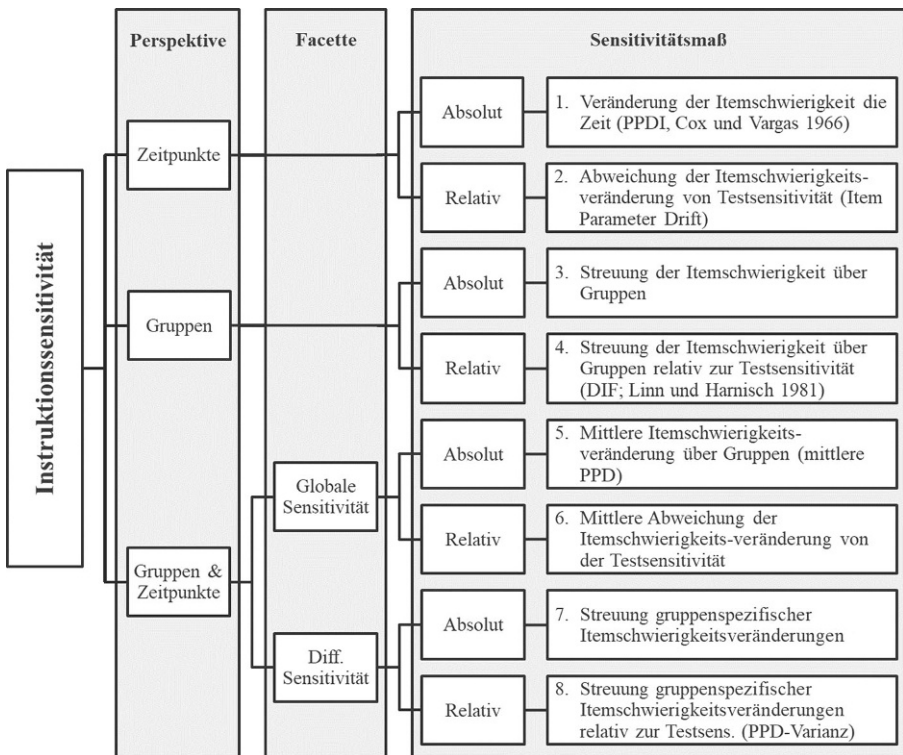 Perspektive
Facette
Sensitivitätsmaß
Instruktionssensitivität
Zeitpunkte
Absolut
1. Veränderung der Itemschwierigkeit die
Zeit (PPDI, Cox und Vargas 1966)
Relativ
2. Abweichung der Itemschwierigkeits-
veränderung von Testsensitivität (Item
Parameter Drift)
Gruppen
Absolut
3. Streuung der Itemschwierigkeit über
Gruppen
Relativ
4. Streuung der Itemschwierigkeit über
Gruppen relativ zur Testsensitivität
(DIF; Linn und Harnisch 1981)
Gruppen &
Zeitpunkte
Globale
Sensitivität
Absolut
5. Mittlere Itemschwierigkeits-
veränderung über Gruppen (mittlere
PPD)
Relativ
6. Mittlere Abweichung der
Itemschwierigkeits-veränderung von
der Testsensitivität
Diff.
Sensitivität
Absolut
7. Streuung gruppenspezifischer
Itemschwierigkeitsveränderungen
Relativ
8. Streuung gruppenspezifischer
Itemschwierigkeitsveränderungen
relativ zur Testsens. (PPD-Varianz)